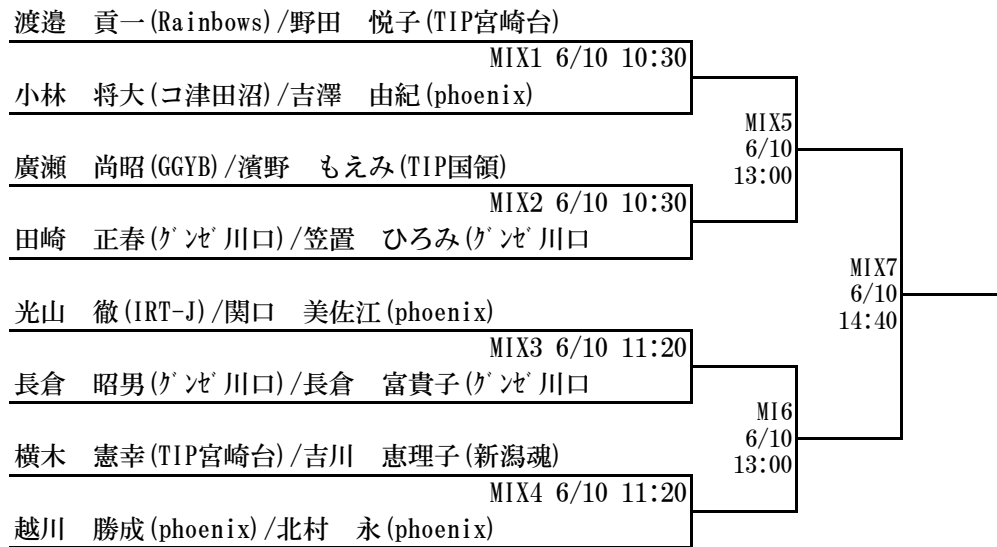 渡邉　貢一(Rainbows)/野田　悦子(TIP宮崎台)
MIX1 6/10 10:30
小林　将大(コ津田沼)/吉澤　由紀(phoenix)
MIX5
6/10
13:00
廣瀬　尚昭(GGYB)/濱野　もえみ(TIP国領)
MIX2 6/10 10:30
田崎　正春(ｸﾞﾝｾﾞ川口)/笠置　ひろみ(ｸﾞﾝｾﾞ川口
MIX7
6/10
14:40
光山　徹(IRT-J)/関口　美佐江(phoenix)
MIX3 6/10 11:20
長倉　昭男(ｸﾞﾝｾﾞ川口)/長倉　富貴子(ｸﾞﾝｾﾞ川口
MI6
6/10
13:00
横木　憲幸(TIP宮崎台)/吉川　恵理子(新潟魂)
MIX4 6/10 11:20
越川　勝成(phoenix)/北村　永(phoenix)